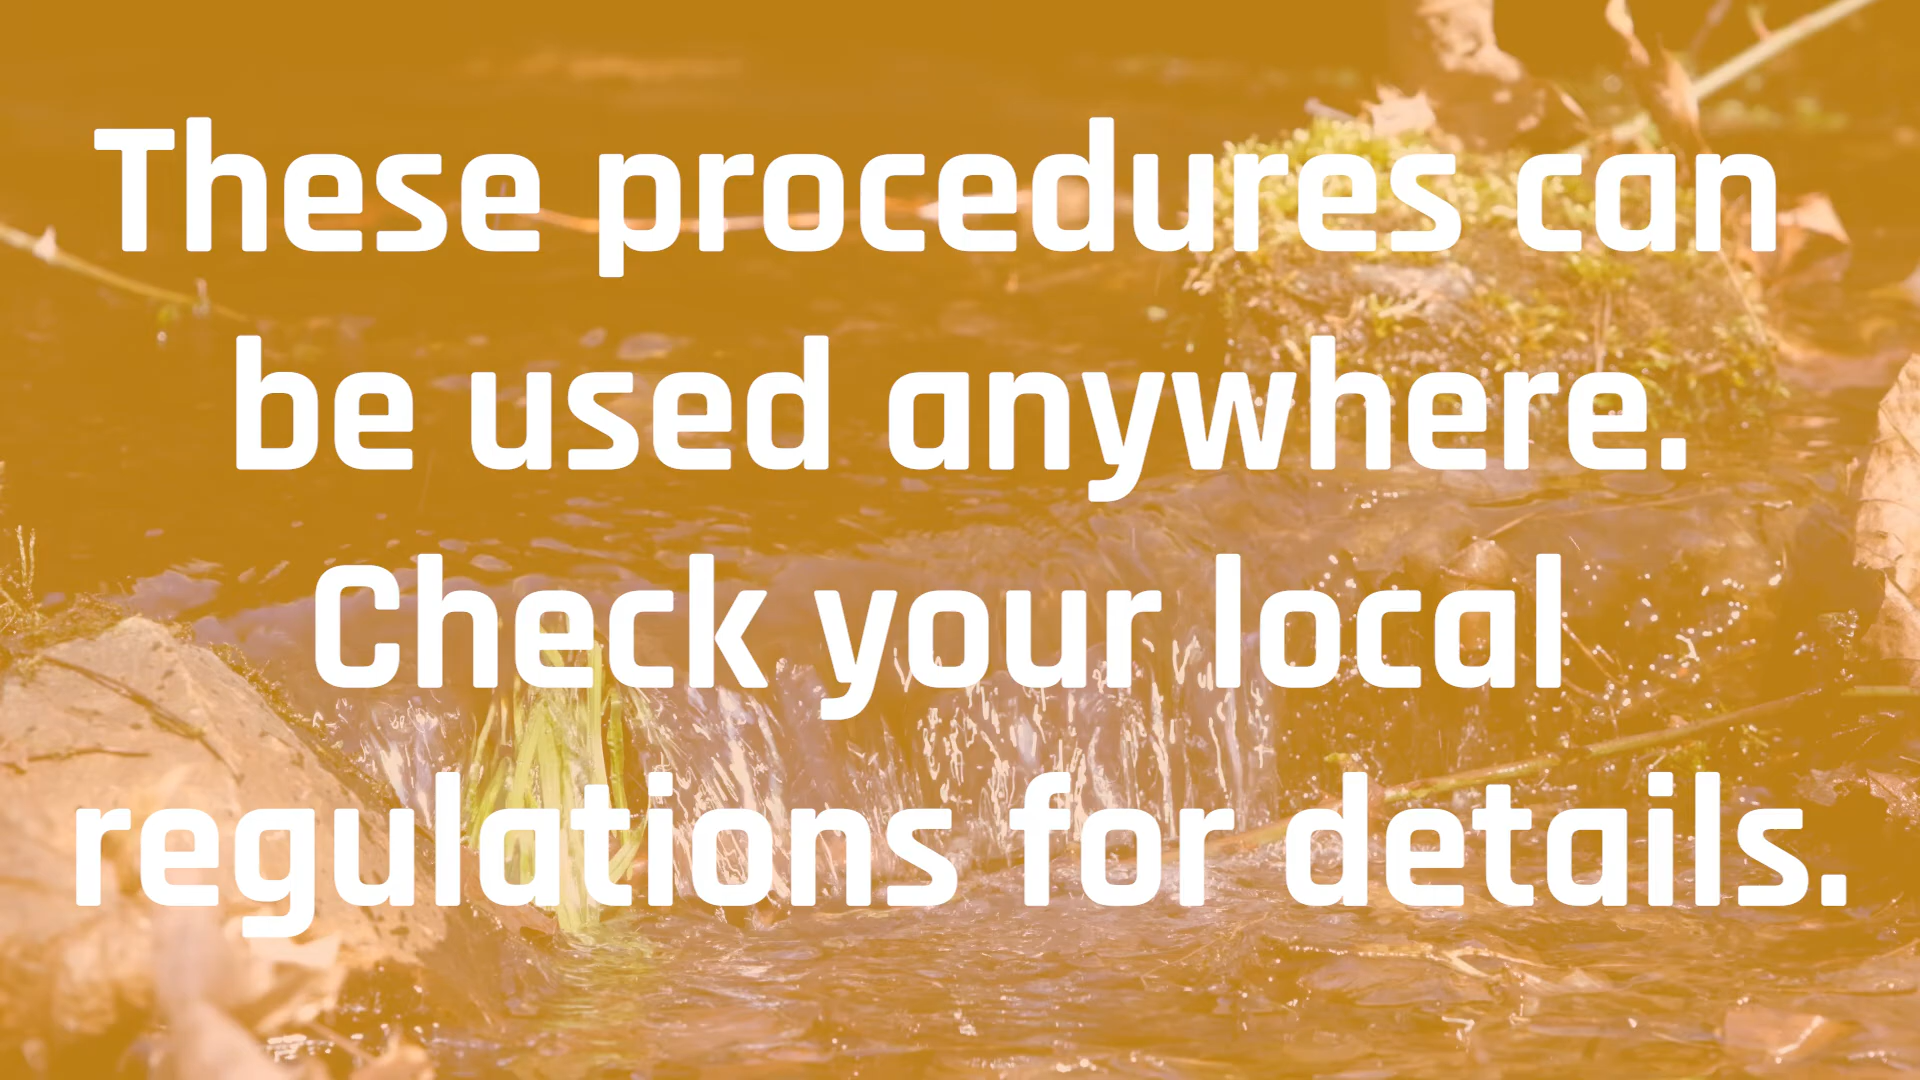 These procedures can
be used anywhere.
Check your local
regulations for details.